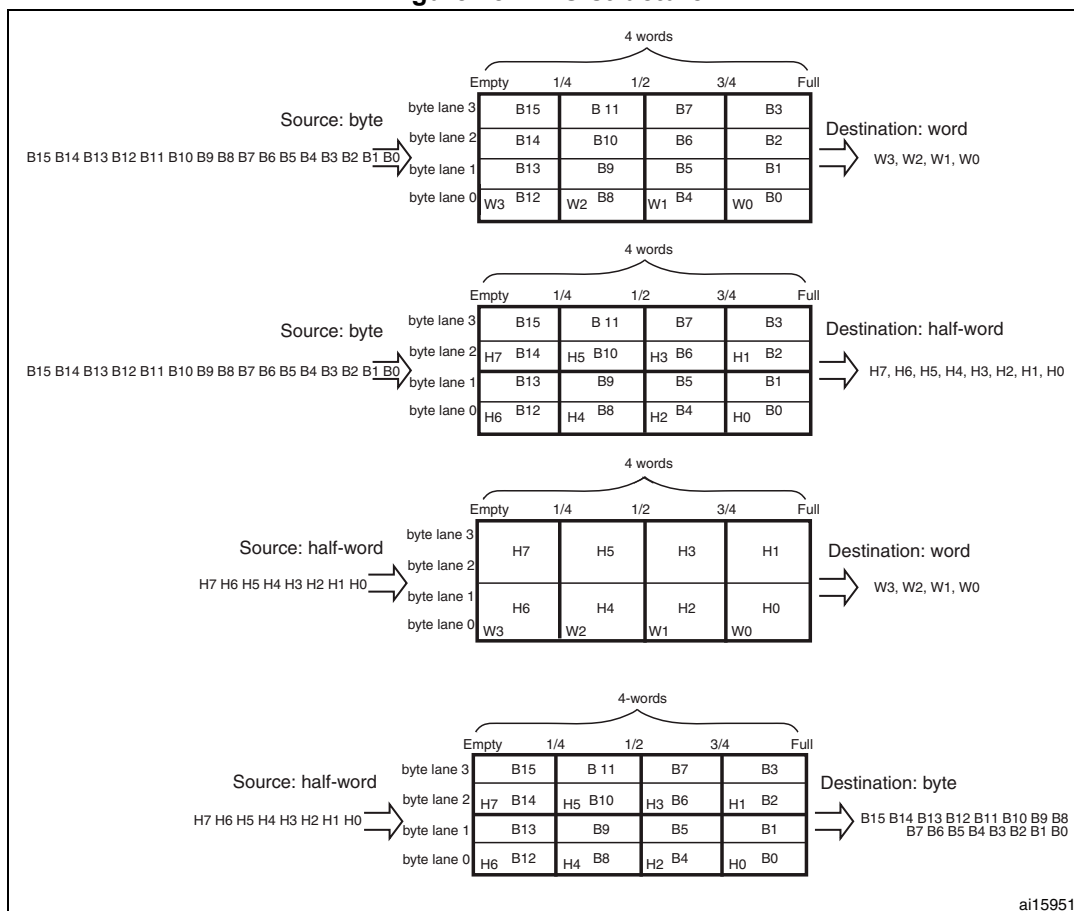 Figure structure
4 words
Empty 1/4 1/2 3/4 Full
Source: byte
B15 B14 B13 B12 B11 B10 B9 B8 B7 B6 B5 B4 B3 B2 B1 B0
byte lane 3 B15 B 11 B7 B3
byte lane 2 B14 B10 B6 B2
byte lane 1 B13 B9 B5 B1
byte lane 0 W3 B12 W2 B8 W1 B4 W0 B0
Destination: word
W3, W2, W1, W0
4 words
Empty 1/4 1/2 3/4 Full
Source: byte
B15 B14 B13 B12 B11 B10 B9 B8 B7 B6 B5 B4 B3 B2 B1 B0
byte lane 3 B15 B 11 B7 B3
byte lane 2 H7 B14 H5 B10 H3 B6 H1 B2
byte lane 1 B13 B9 B5 B1
byte lane 0 H6 B12 H4 B8 H2 B4 H0 B0
Destination: half-word
H7, H6, H5, H4, H3, H2, H1, H0
4 words
Empty 1/4 1/2 3/4 Full
Source: half-word
H7 H6 H5 H4 H3 H2 H1 H0
byte lane 3
H7 H5 H3 H1
byte lane 2
byte lane 1
H6 H4 H2 H0
byte lane 0 W3 W2 W1 W0
Destination: word
W3, W2, W1, W0
4-words
Empty 1/4 1/2 3/4 Full
Source: half-word
H7 H6 H5 H4 H3 H2 H1 H0
byte lane 3 B15 B 11 B7 B3
byte lane 2 H7 B14 H5 B10 H3 B6 H1 B2
byte lane 1 B13 B9 B5 B1
byte lane 0 H6 B12 H4 B8 H2 B4 H0 B0
Destination: byte
B15 B14 B13 B12 B11 B10 B9 B8
B7 B6 B5 B4 B3 B2 B1 B0
ai15951